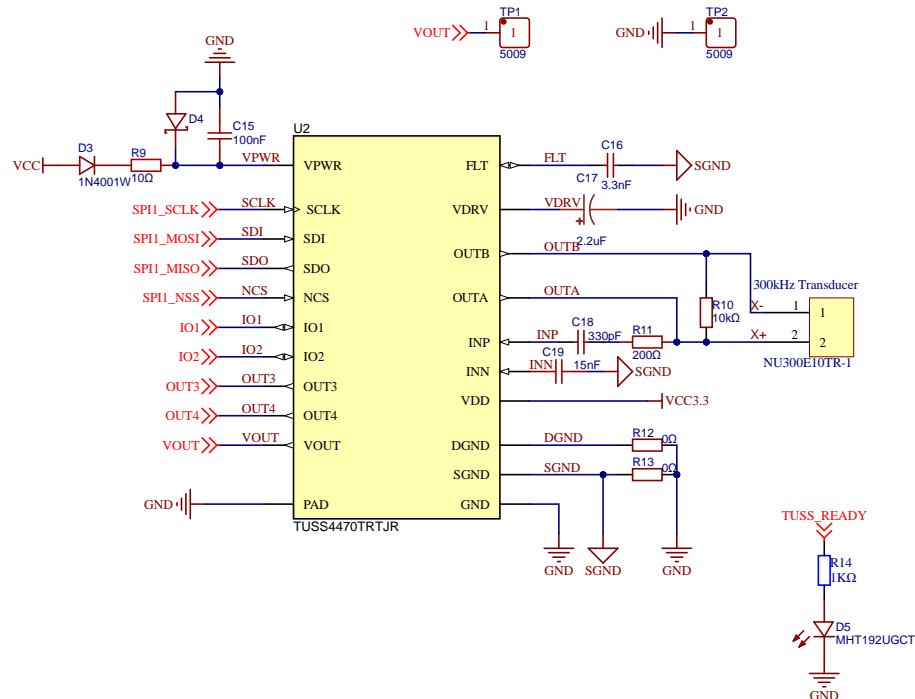 TP1
VOUT 1 1
5009
TP2
GND 1 1
5009
GND
D4
C15
100nF
U2
D3
R9
VCC
1N4001W
10Ω
VPWR
VPWR
FLT
FLT
C16
3.3nF
SGND
SPI1_SCLK
SCLK
SCLK
VDRV
VDRV
C17
+
2.2uF
GND
SPI1_MOSI
SDI
SDI
OUTB
OUTB
SPI1_MISO
SDO
SDO
300kHz Transducer
SPI1_NSS
NCS
NCS
OUTA
OUTA
R10
10kΩ
X-
1
1
IO1
IO1
IO1
INP
INP
C18
330pF
R11
200Ω
X+
2
2
NU300E10TR-1
IO2
IO2
IO2
INN
INN
C19
15nF
SGND
OUT3
OUT3
OUT3
VDD
VCC3.3
OUT4
OUT4
OUT4
VOUT
VOUT
VOUT
DGND
DGND
R12
0Ω
SGND
SGND
R13
0Ω
GND
PAD
GND
TUSS4470TRTJR
GND
SGND
GND
TUSS_READY
R14
1KΩ
D5
MHT192UGCT
GND